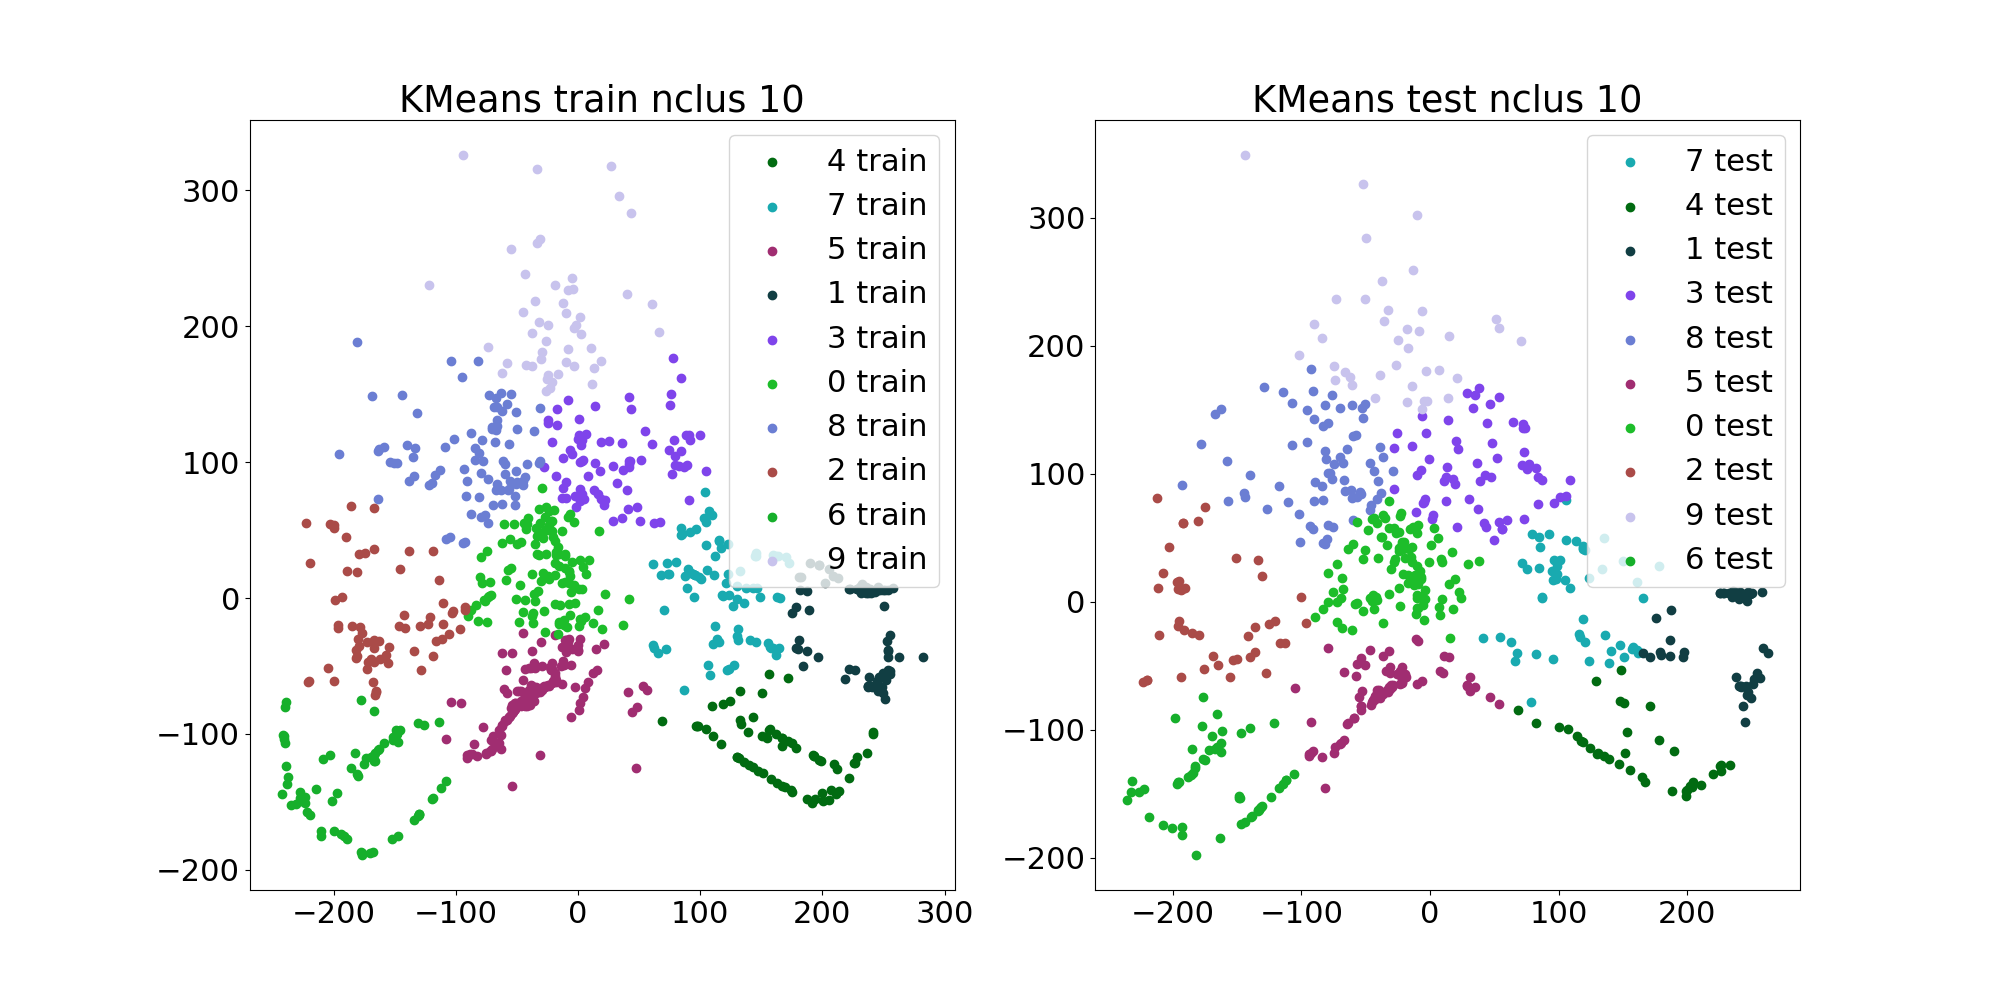 KMeans train nclus 10
300
200
100
0
−100
−200
−200
−100
0
100
200
300
4 train
7 train
5 train
1 train
3 train
0 train
8 train
2 train
6 train
9 train
KMeans test nclus 10
300
200
100
0
−100
−200
−200
−100
0
100
200
7 test
4 test
1 test
3 test
8 test
5 test
0 test
2 test
9 test
6 test